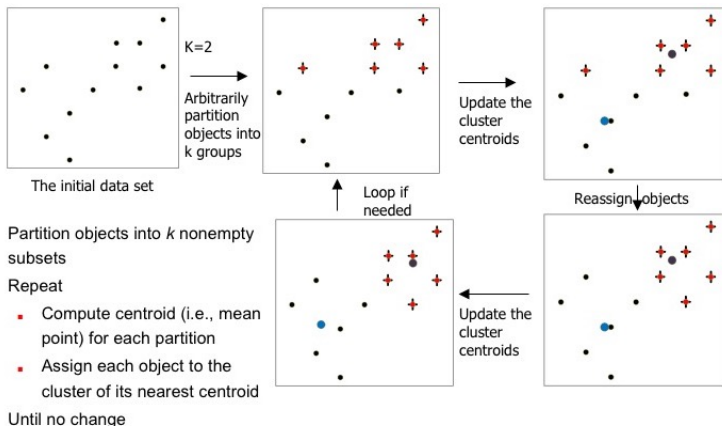 K=2
Arbitrarily
partition
objects into
k groups
Update the
cluster
centroids
The initial data set
Loop if
needed
Reassign objects
Partition objects into k nonempty
subsets
Repeat
Compute centroid (i.e., mean
point) for each partition
Assign each object to the
cluster of its nearest centroid
Until no change
Update the
cluster
centroids